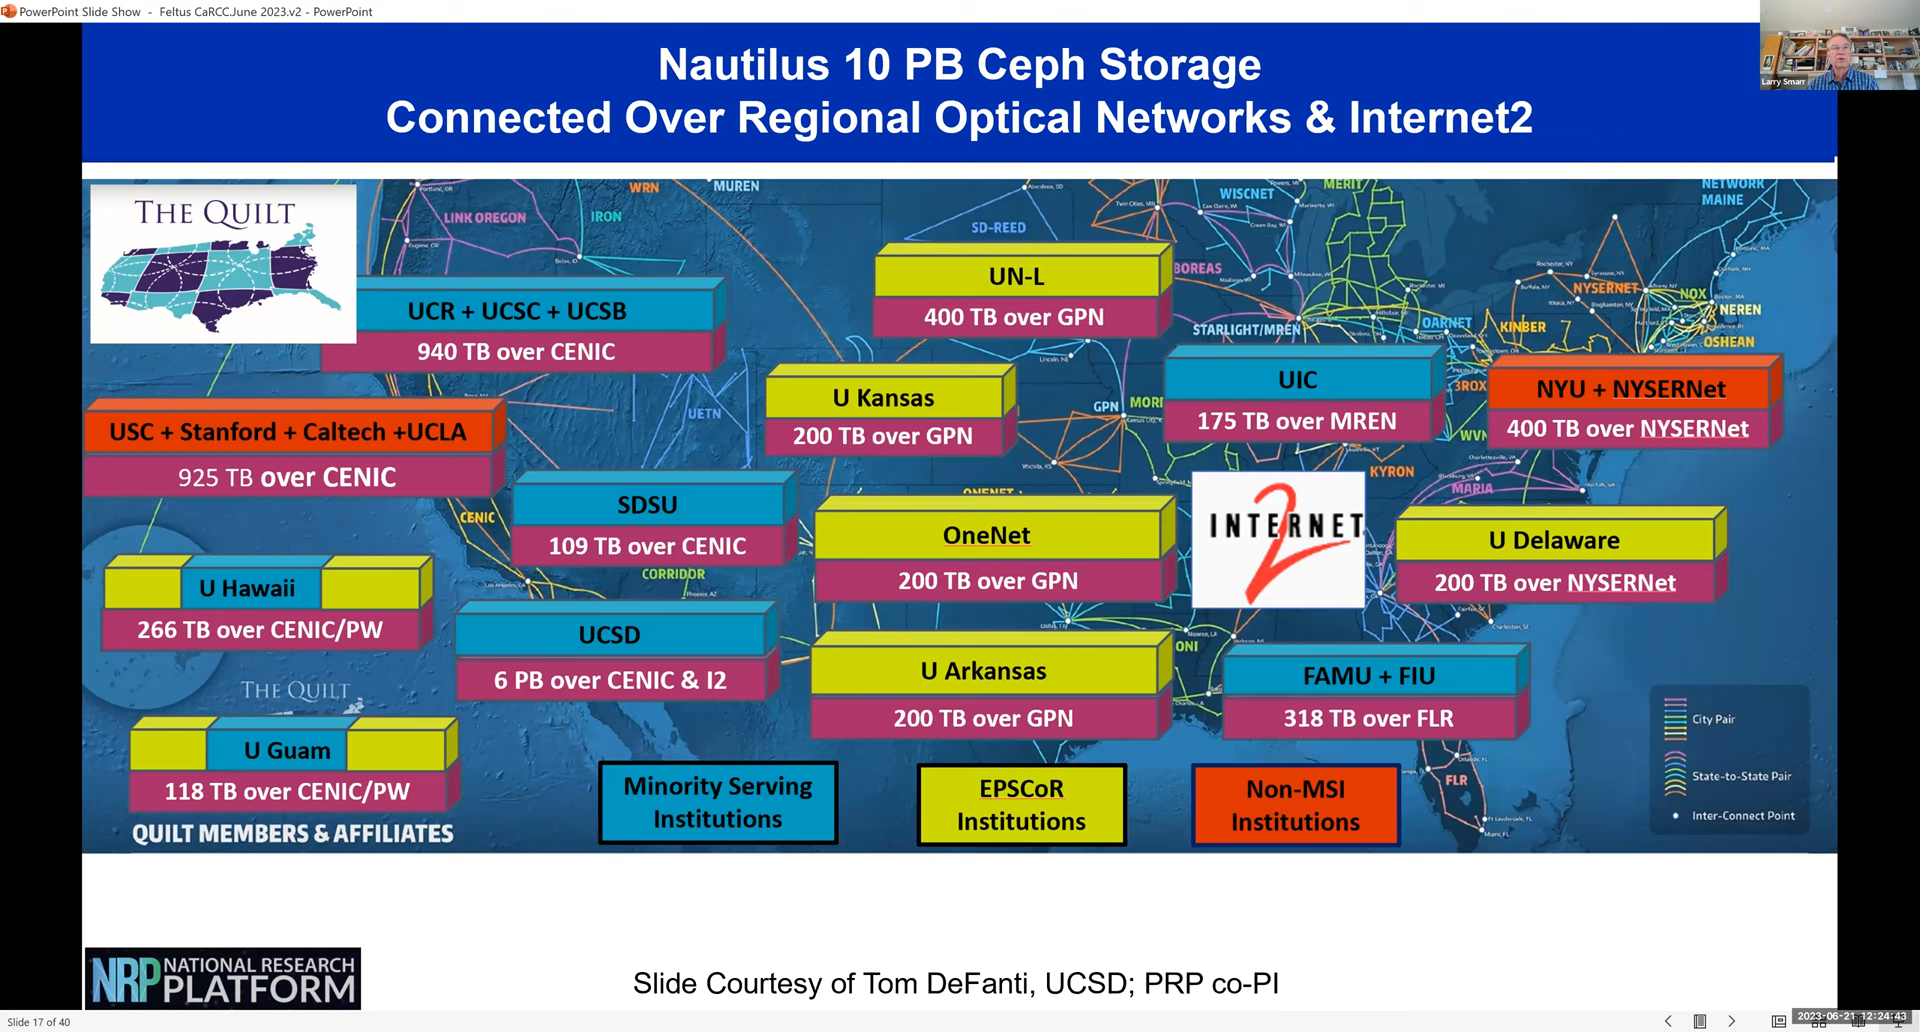 PowerPoint Slide Show - Feltus CaRCC.June 2023.v2 - PowerPoint
Larry Smarr
Nautilus 10 PB Ceph Storage
Connected Over Regional Optical Networks & Internet2
THE QUILT
LINK OREGON
IRON
WRN
MUREN
SD-REED
BOREAS
WISCNET
MERIT
NETWORK
MAINE
NYSERNET
NOX
NEREN
OSHEAN
KINBER
OARNET
STARLIGHT/MREN
UCR + UCSC + UCSB
940 TB over CENIC
UN-L
400 TB over GPN
U Kansas
200 TB over GPN
UIC
175 TB over MREN
3ROX
NYU + NYSERNet
400 TB over NYSERNet
USC + Stanford + Caltech +UCLA
925 TB over CENIC
UETN
GPN
KYRON
MARIA
CENIC
SDSU
109 TB over CENIC
CORRIDOR
OneNet
200 TB over GPN
INTERNET
2
U Delaware
200 TB over NYSERNet
U Hawaii
266 TB over CENIC/PW
UCSD
6 PB over CENIC & I2
U Arkansas
200 TB over GPN
ONI
FAMU + FIU
318 TB over FLR
THE QUILT
U Guam
118 TB over CENIC/PW
QUILT MEMBERS & AFFILIATES
Minority Serving
Institutions
EPSCoR
Institutions
Non-MSI
Institutions
FLR
City Pair
State-to-State Pair
Inter-Connect Point
NRP NATIONAL RESEARCH
PLATFORM
Slide Courtesy of Tom DeFanti, UCSD; PRP co-PI
Slide 17 of 40
2023-06-21 12:24:43